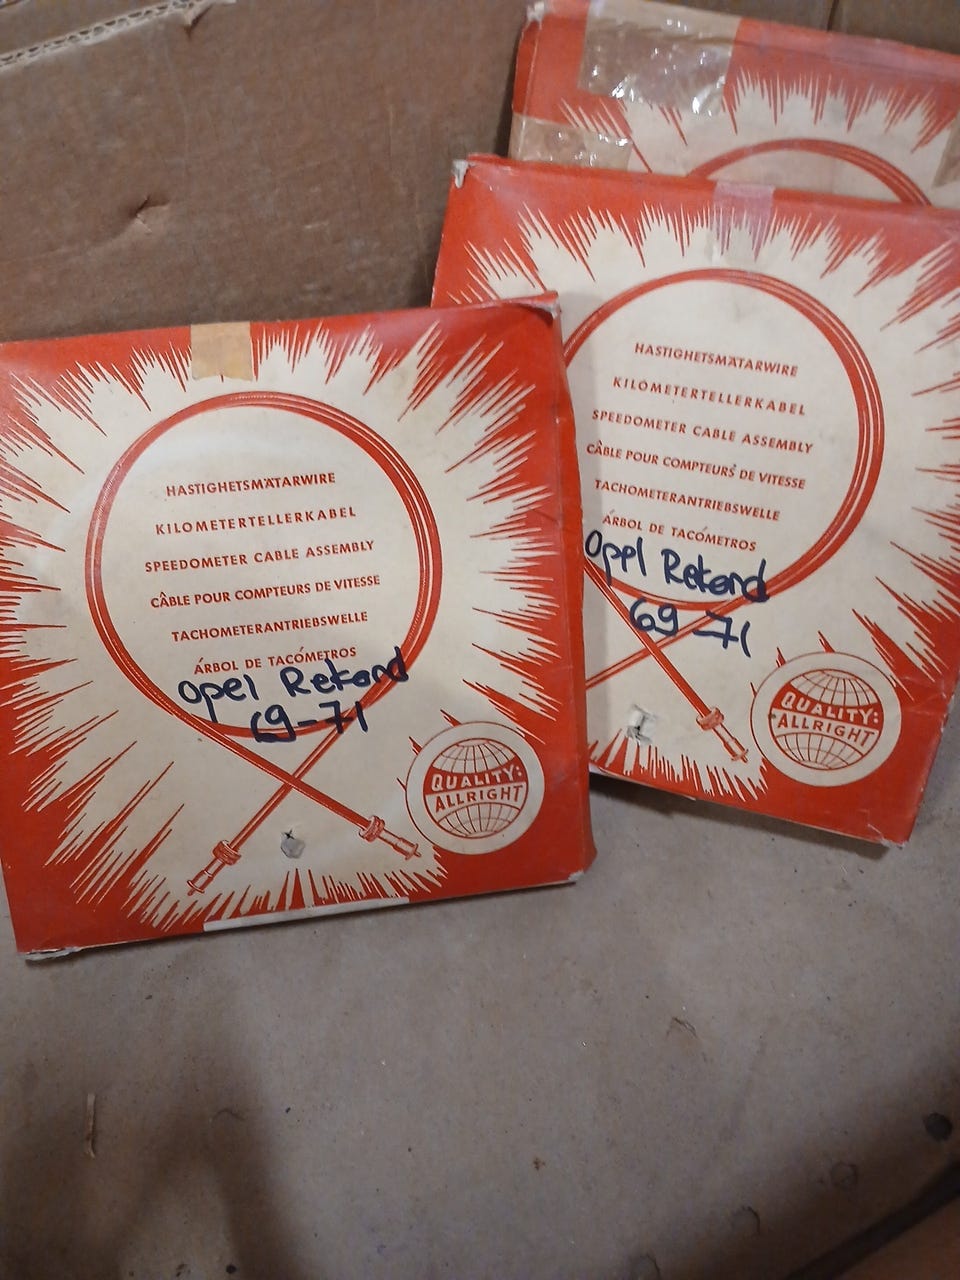 HASTIGHETSMÄTARWIRE
KILOMETERTELLERKABEL
SPEEDOMETER CABLE ASSEMBLY
CÂBLE POUR COMPTEURS DE VITESSE
TACHOMETERANTRIEBSWELLE
ÁRBOL DE TACÓMETROS
Opel Rekord
69-71
QUALITY:
ALLRIGHT
HASTIGHETSMÄTARWIRE
KILOMETERTELLERKABEL
SPEEDOMETER CABLE ASSEMBLY
CÂBLE POUR COMPTEURS DE VITESSE
TACHOMETERANTRIEBSWELLE
ÁRBOL DE TACÓMETROS
Oppl Rekord
69-71
QUALITY:
ALLRIGHT